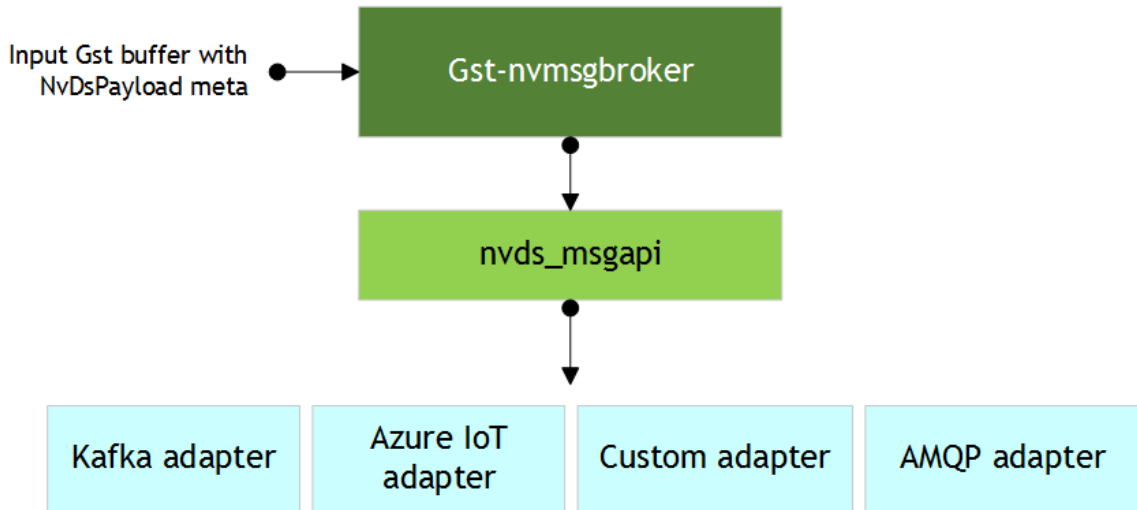 Input Gst buffer with
NvDsPayload meta
Gst-nvmsgbroker
nvds_msgapi
Kafka adapter
Azure IoT
adapter
Custom adapter
AMQP adapter